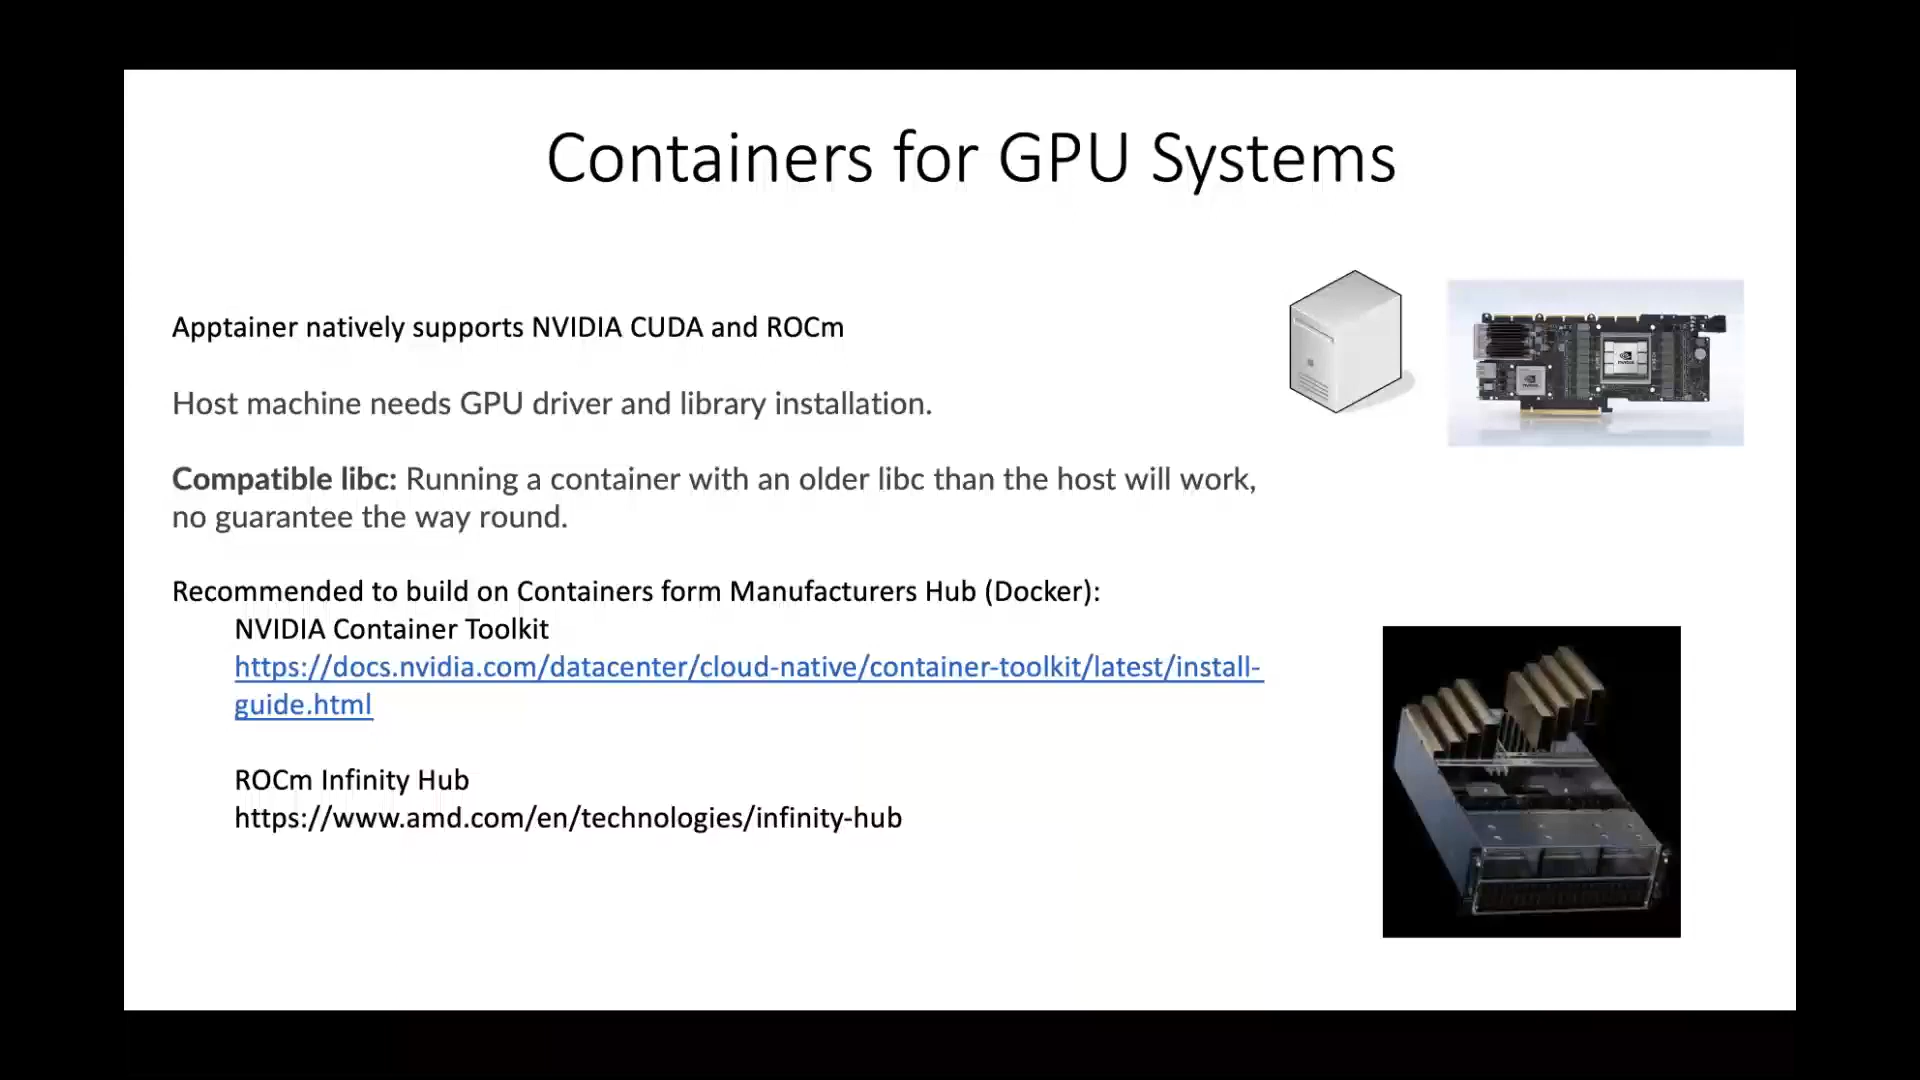 Containers for GPU Systems
Apptainer natively supports NVIDIA CUDA and ROCm
Host machine needs GPU driver and library installation.
Compatible libc: Running a container with an older libc than the host will work,
no guarantee the way round.
Recommended to build on Containers form Manufacturers Hub (Docker):
NVIDIA Container Toolkit
https://docs.nvidia.com/datacenter/cloud-native/container-toolkit/latest/install-
guide.html
ROCm Infinity Hub
https://www.amd.com/en/technologies/infinity-hub